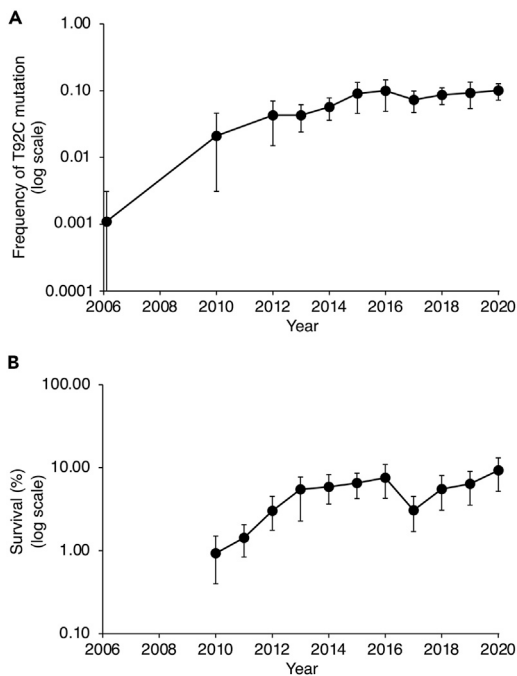 A
1.00
0.10
0.01
0.001
0.0001
Frequency of T92C mutation
(log scale)
2006 2008 2010 2012 2014 2016 2018 2020
Year
B
100.00
10.00
1.00
0.10
Survival (%)
(log scale)
2006 2008 2010 2012 2014 2016 2018 2020
Year